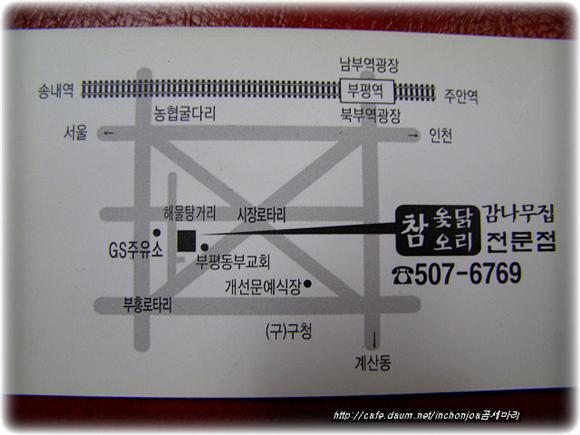 남부역광장
송내역
부평역
주안역
농협굴다리
북부역광장
서울 ←
→ 인천
해물탕거리
시장로타리
참 옻닭 오리
감나무집
전문점
GS주유소
부평동부교회
☎507-6769
개선문예식장
부흥로타리
(구)구청
↓
계산동
http://cafe.daum.net/inchonjoa곰세마리